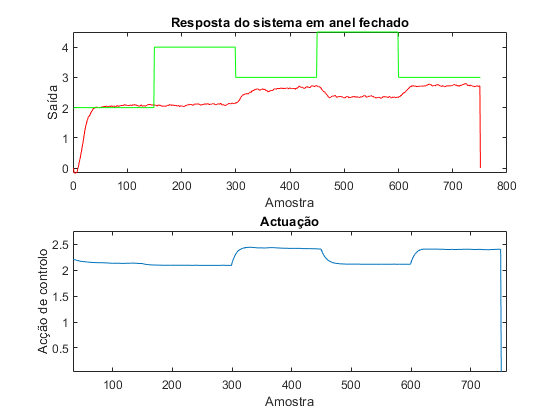 Resposta do sistema em anel fechado
Saída
4
3
2
1
0
0 100 200 300 400 500 600 700 800
Amostra
Actuação
Acção de controlo
2.5
2
1.5
1
0.5
100 200 300 400 500 600 700
Amostra